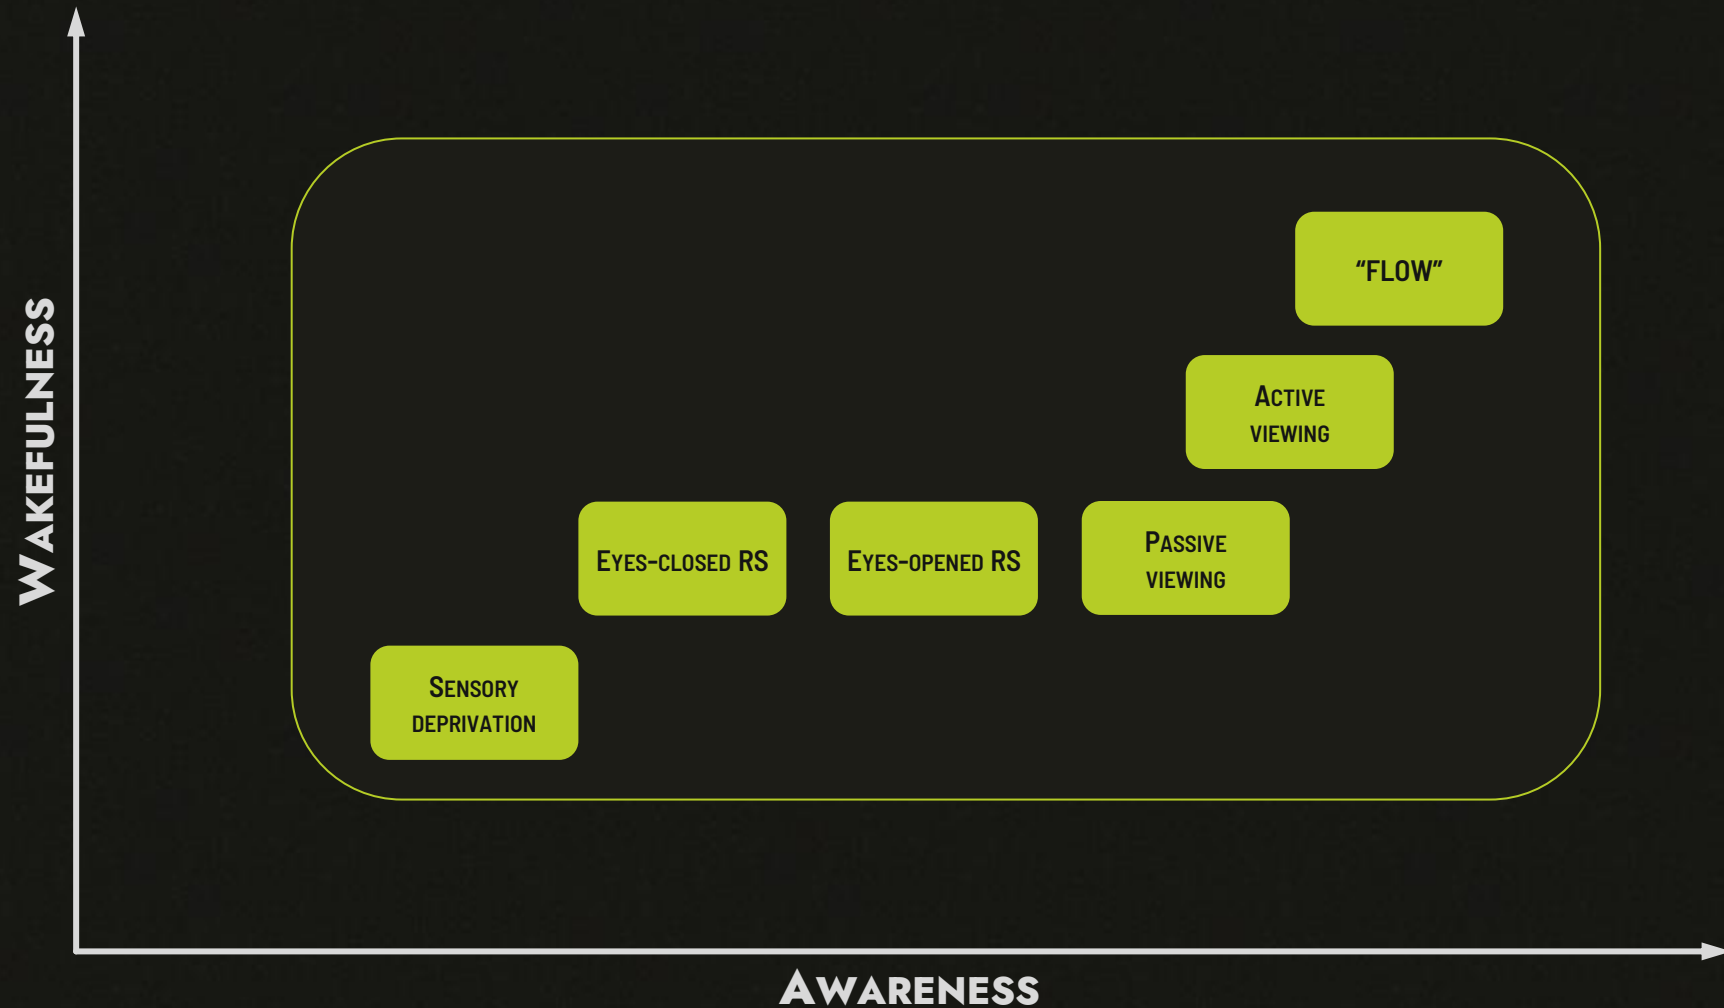 WAKEFULNESS
“FLOW”
ACTIVE
VIEWING
EYES-CLOSED RS
EYES-OPENED RS
PASSIVE
VIEWING
SENSORY
DEPRIVATION
AWARENESS